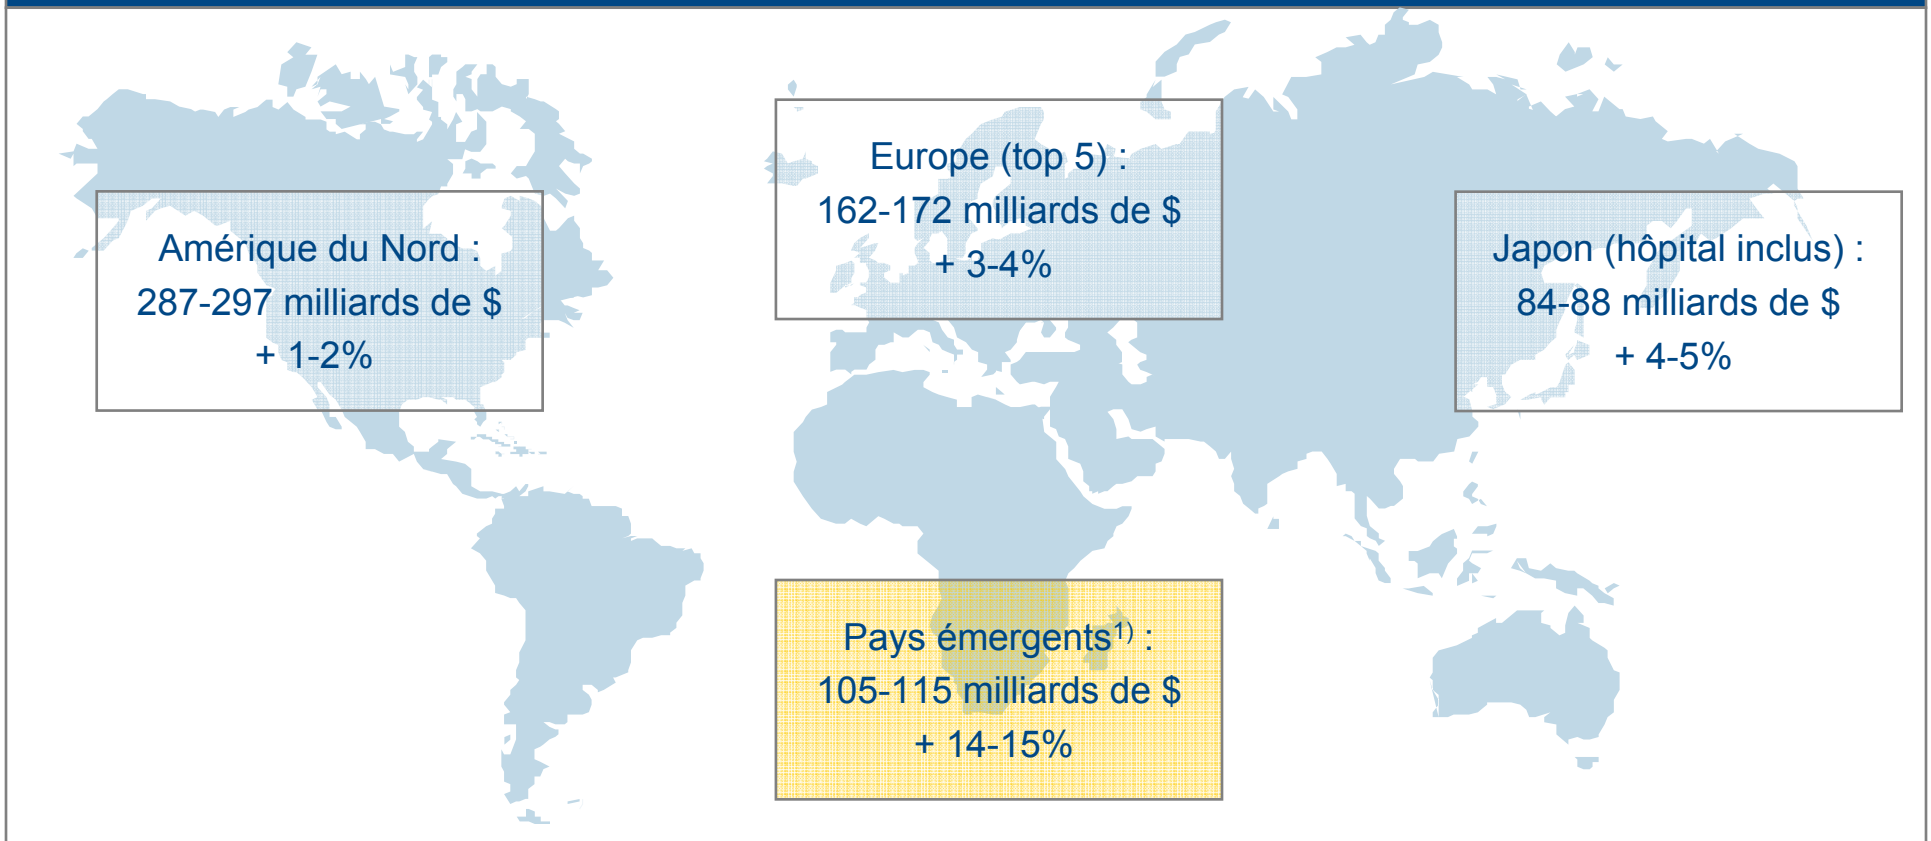 Europe (top 5) :
162-172 milliards de $
+ 3-4%
Amérique du Nord :
287-297 milliards de $
+ 1-2%
Japon (hôpital inclus) :
84-88 milliards de $
+ 4-5%
Pays émergents¹⁾ :
105-115 milliards de $
+ 14-15%